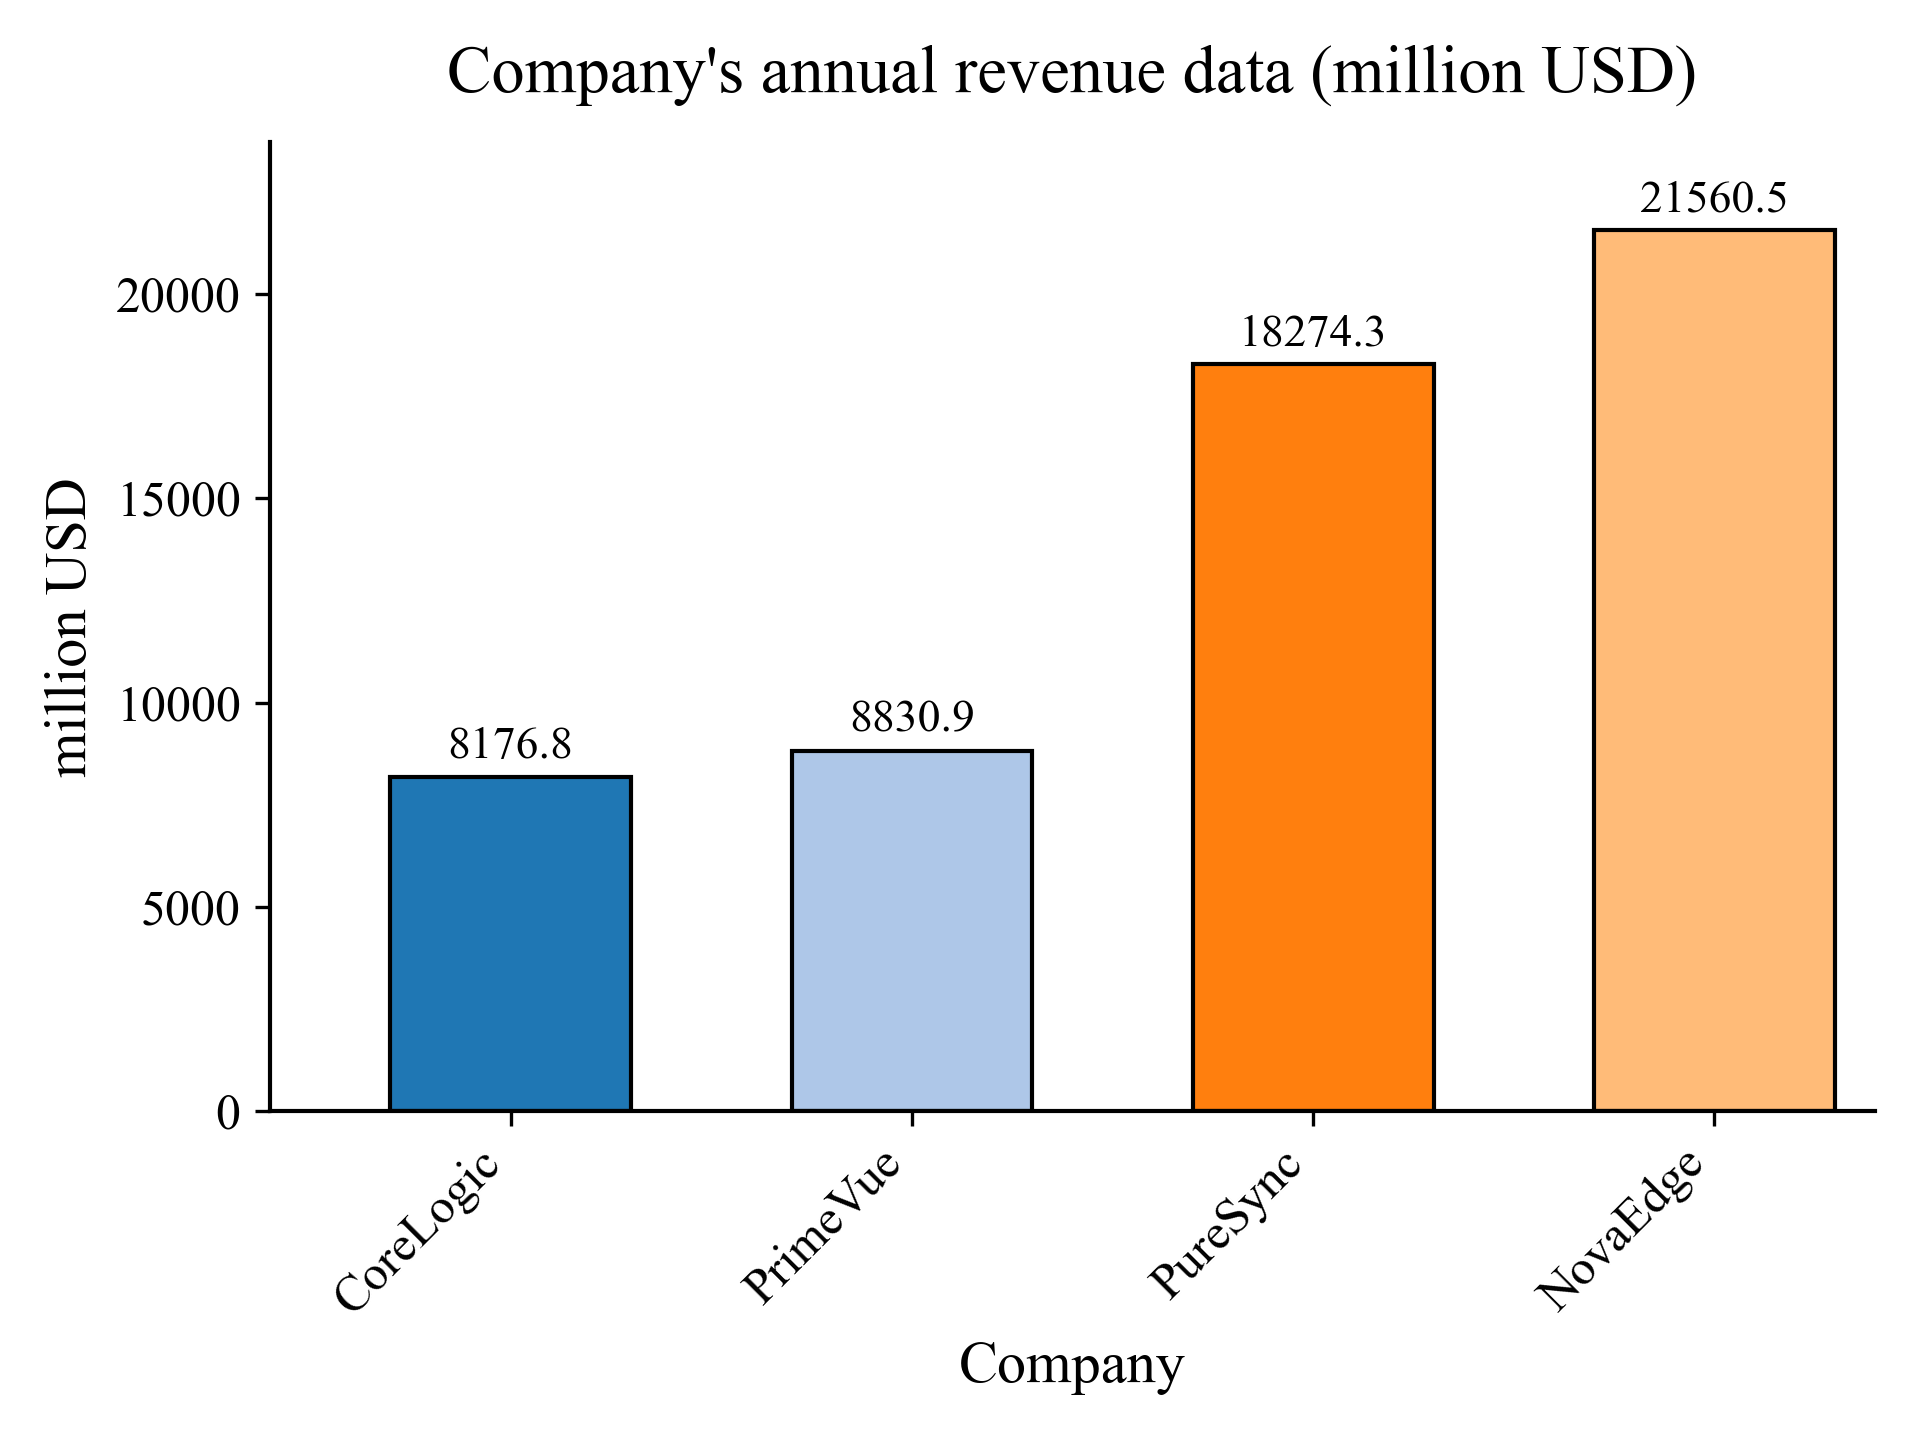 Company's annual revenue data (million USD)
million USD
20000
15000
10000
5000
0
8176.8
8830.9
18274.3
21560.5
CoreLogic
PrimeVue
PureSync
NovaEdge
Company